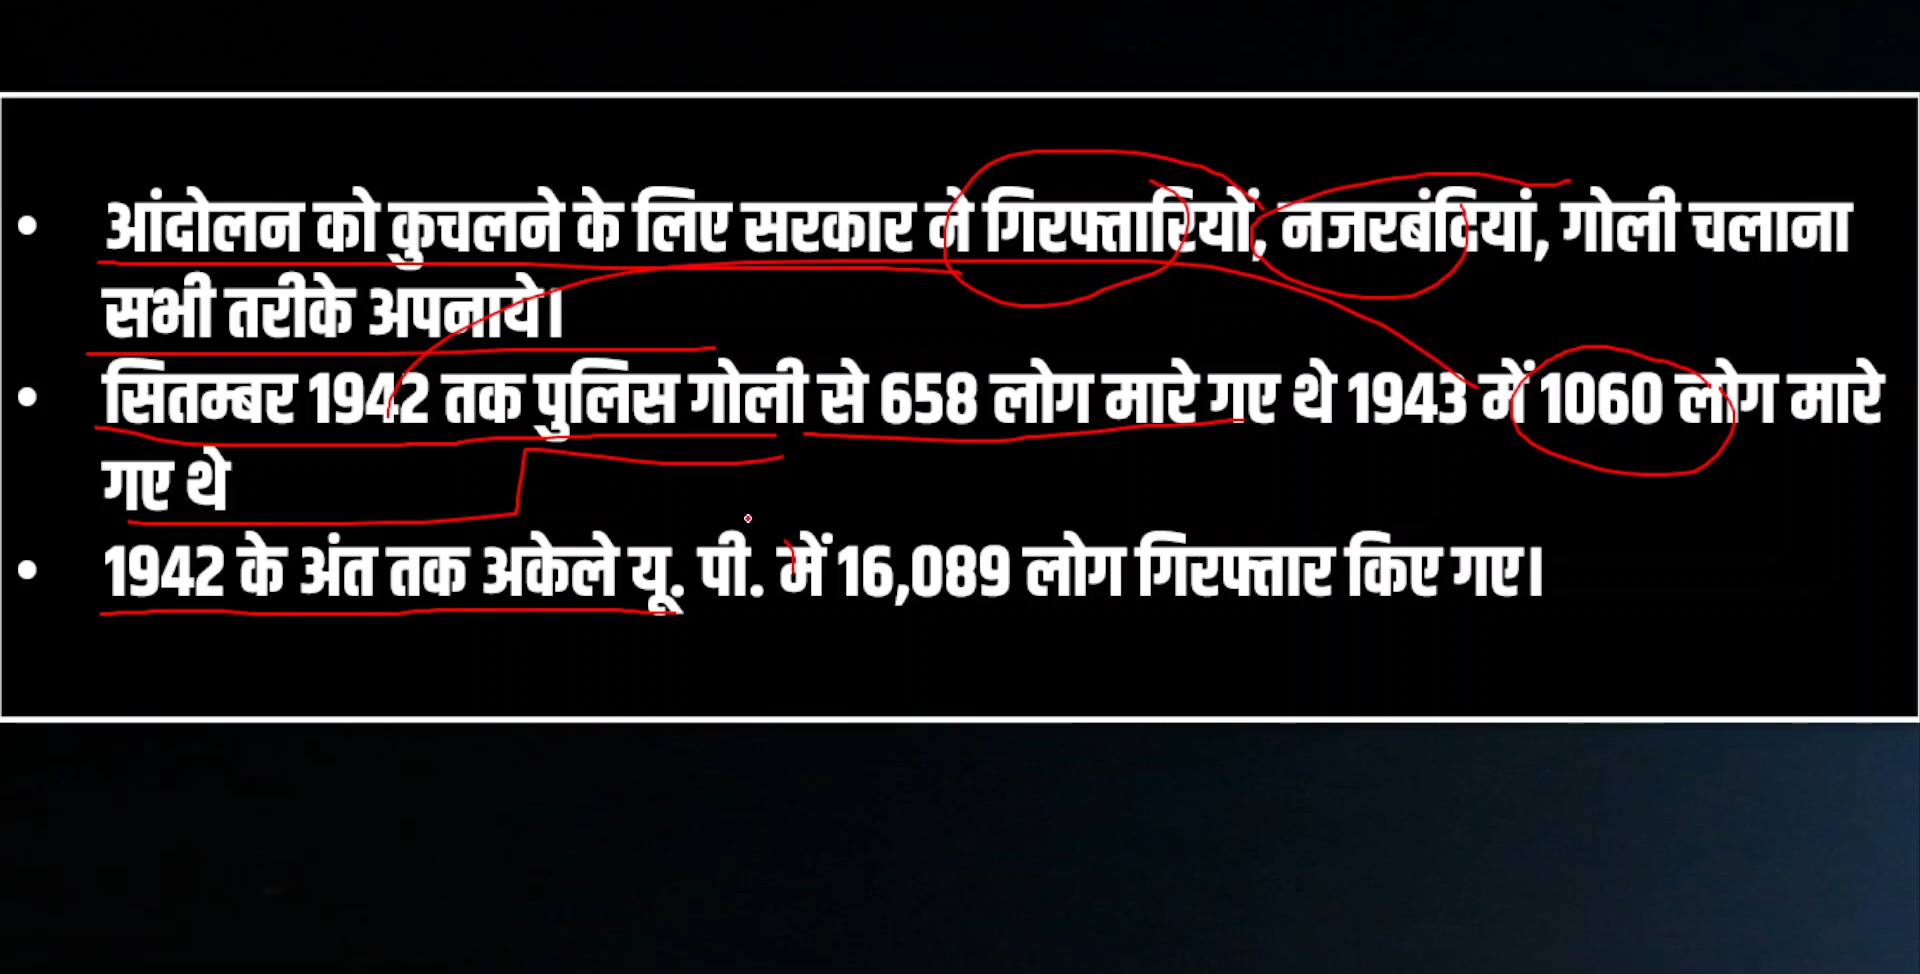 • आंदोलन को कुचलने के लिए सरकार ने गिरफ्तारियों, नजरबंदियां, गोली चलाना
सभी तरीके अपनाये।
• सितम्बर 1942 तक पुलिस गोली से 658 लोग मारे गए थे 1943 में 1060 लोग मारे
गए थे
• 1942 के अंत तक अकेले यू. पी. में 16,089 लोग गिरफ्तार किए गए।